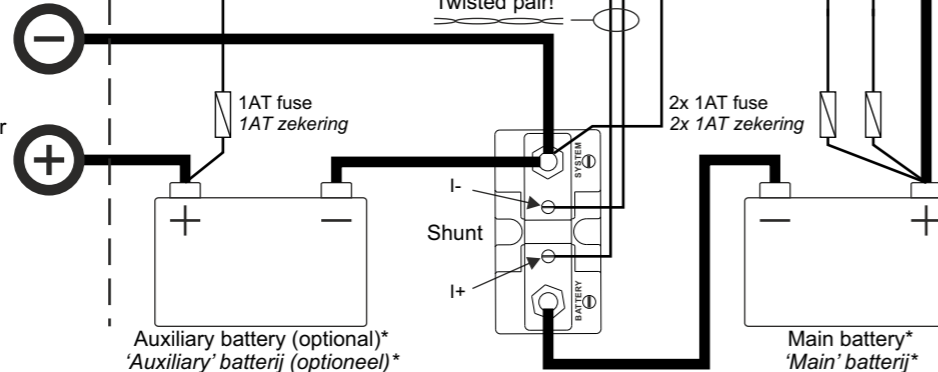 Twisted pair!
−
1AT fuse
1AT zekering
2x 1AT fuse
2x 1AT zekering
r
+
SYSTEM
I-
+
−
−
+
Shunt
I+
BATTERY
Auxiliary battery (optional)*
'Auxiliary' batterij (optioneel)*
Main battery*
'Main' batterij*